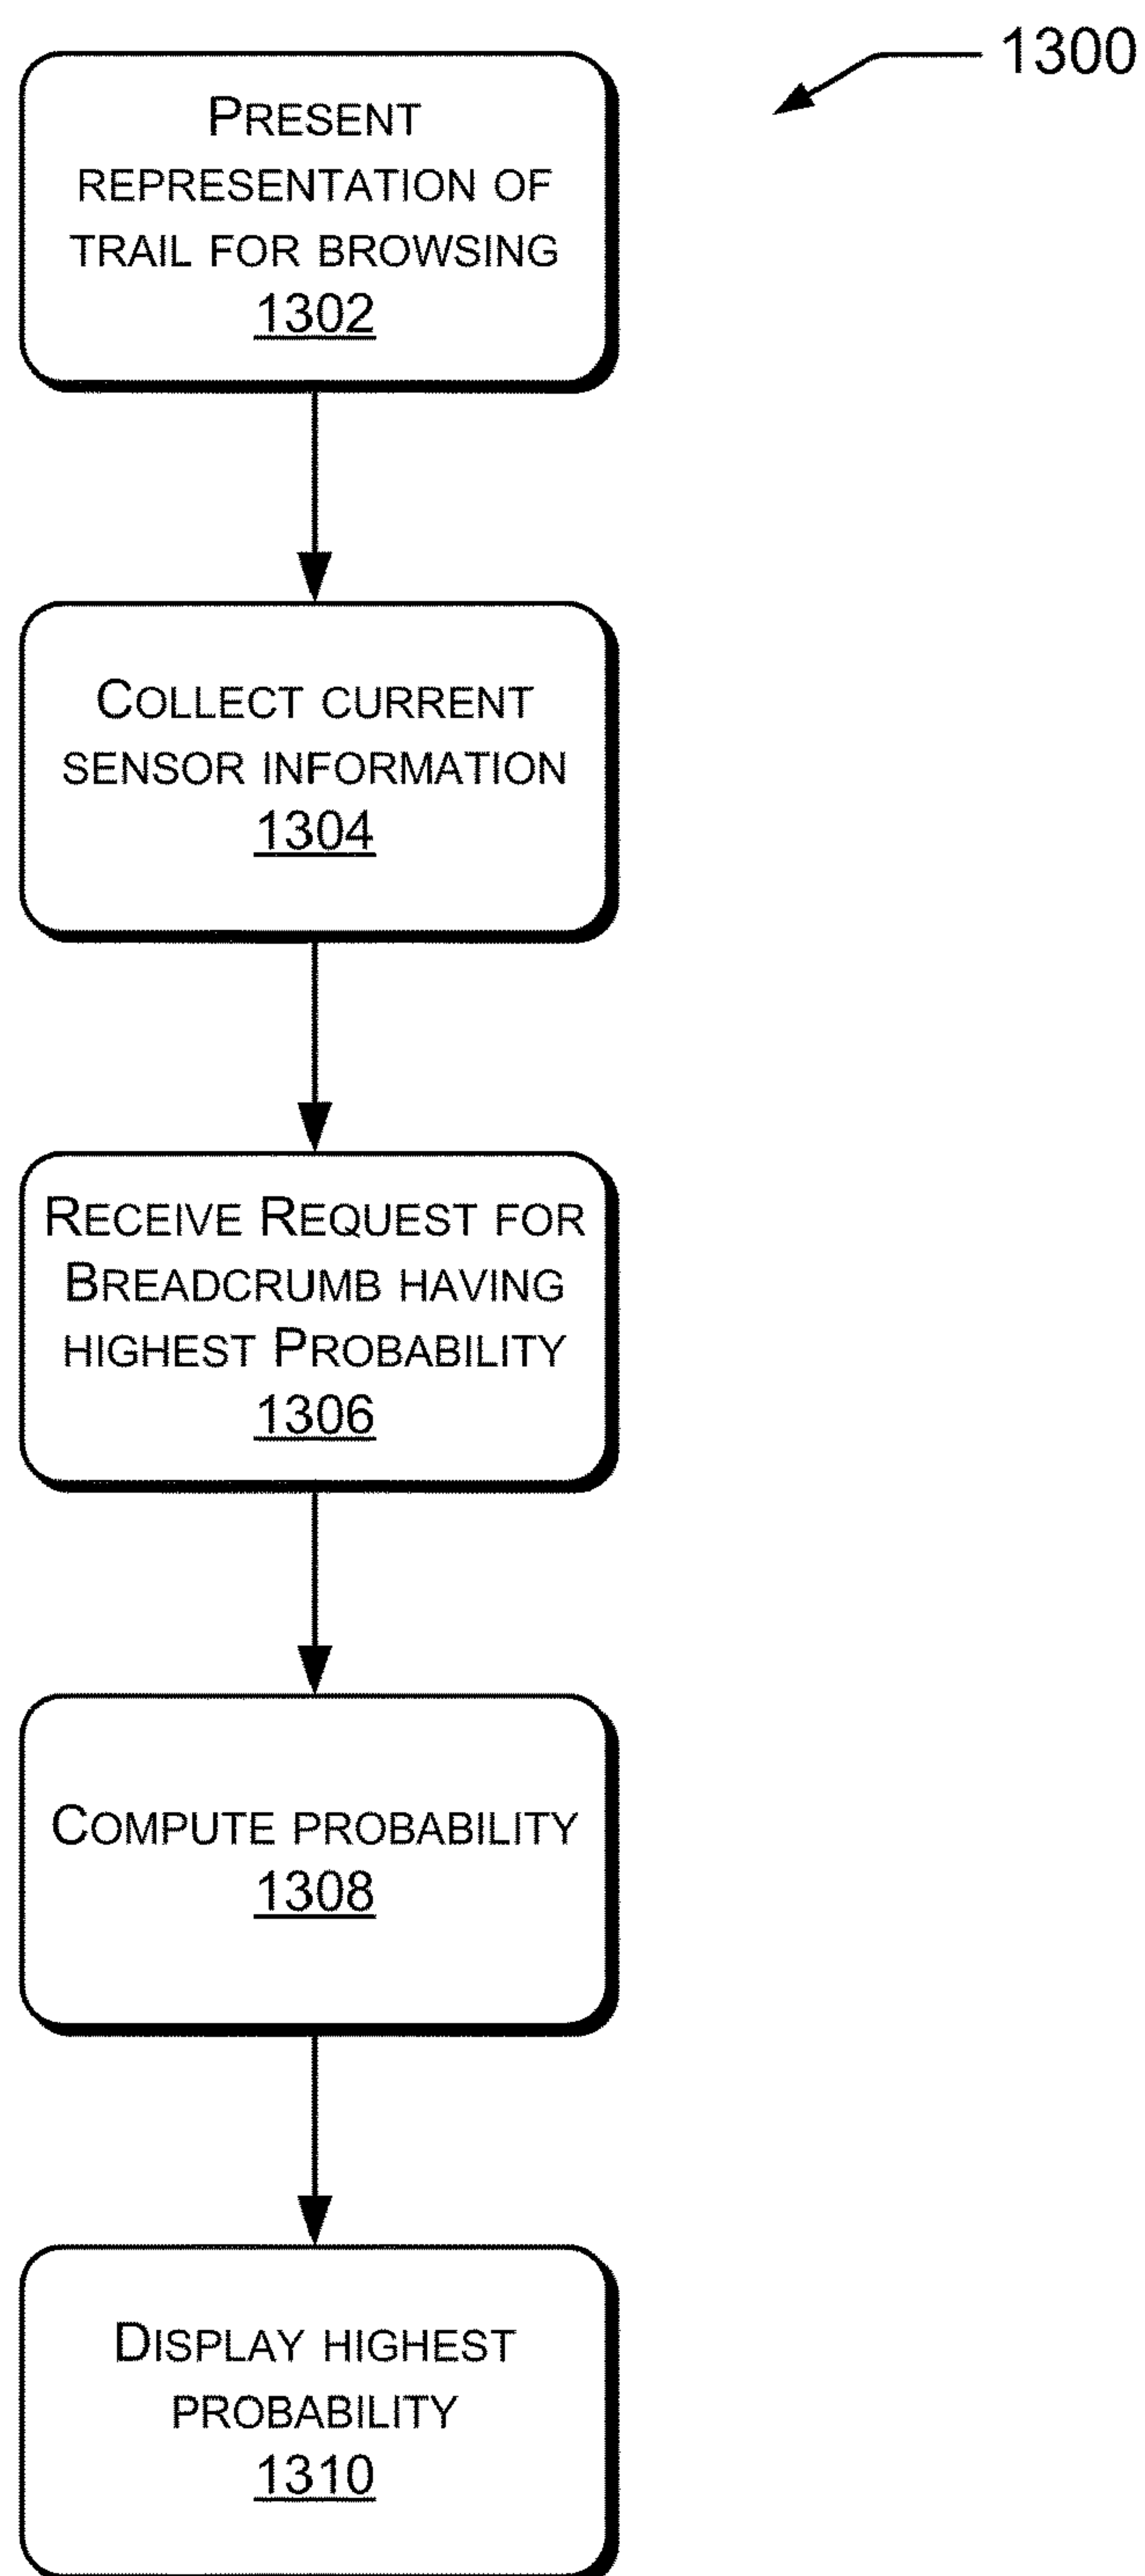 1300
PRESENT
REPRESENTATION OF
TRAIL FOR BROWSING
1302
COLLECT CURRENT
SENSOR INFORMATION
1304
RECEIVE REQUEST FOR
BREADCRUMB HAVING
HIGHEST PROBABILITY
1306
COMPUTE PROBABILITY
1308
DISPLAY HIGHEST
PROBABILITY
1310